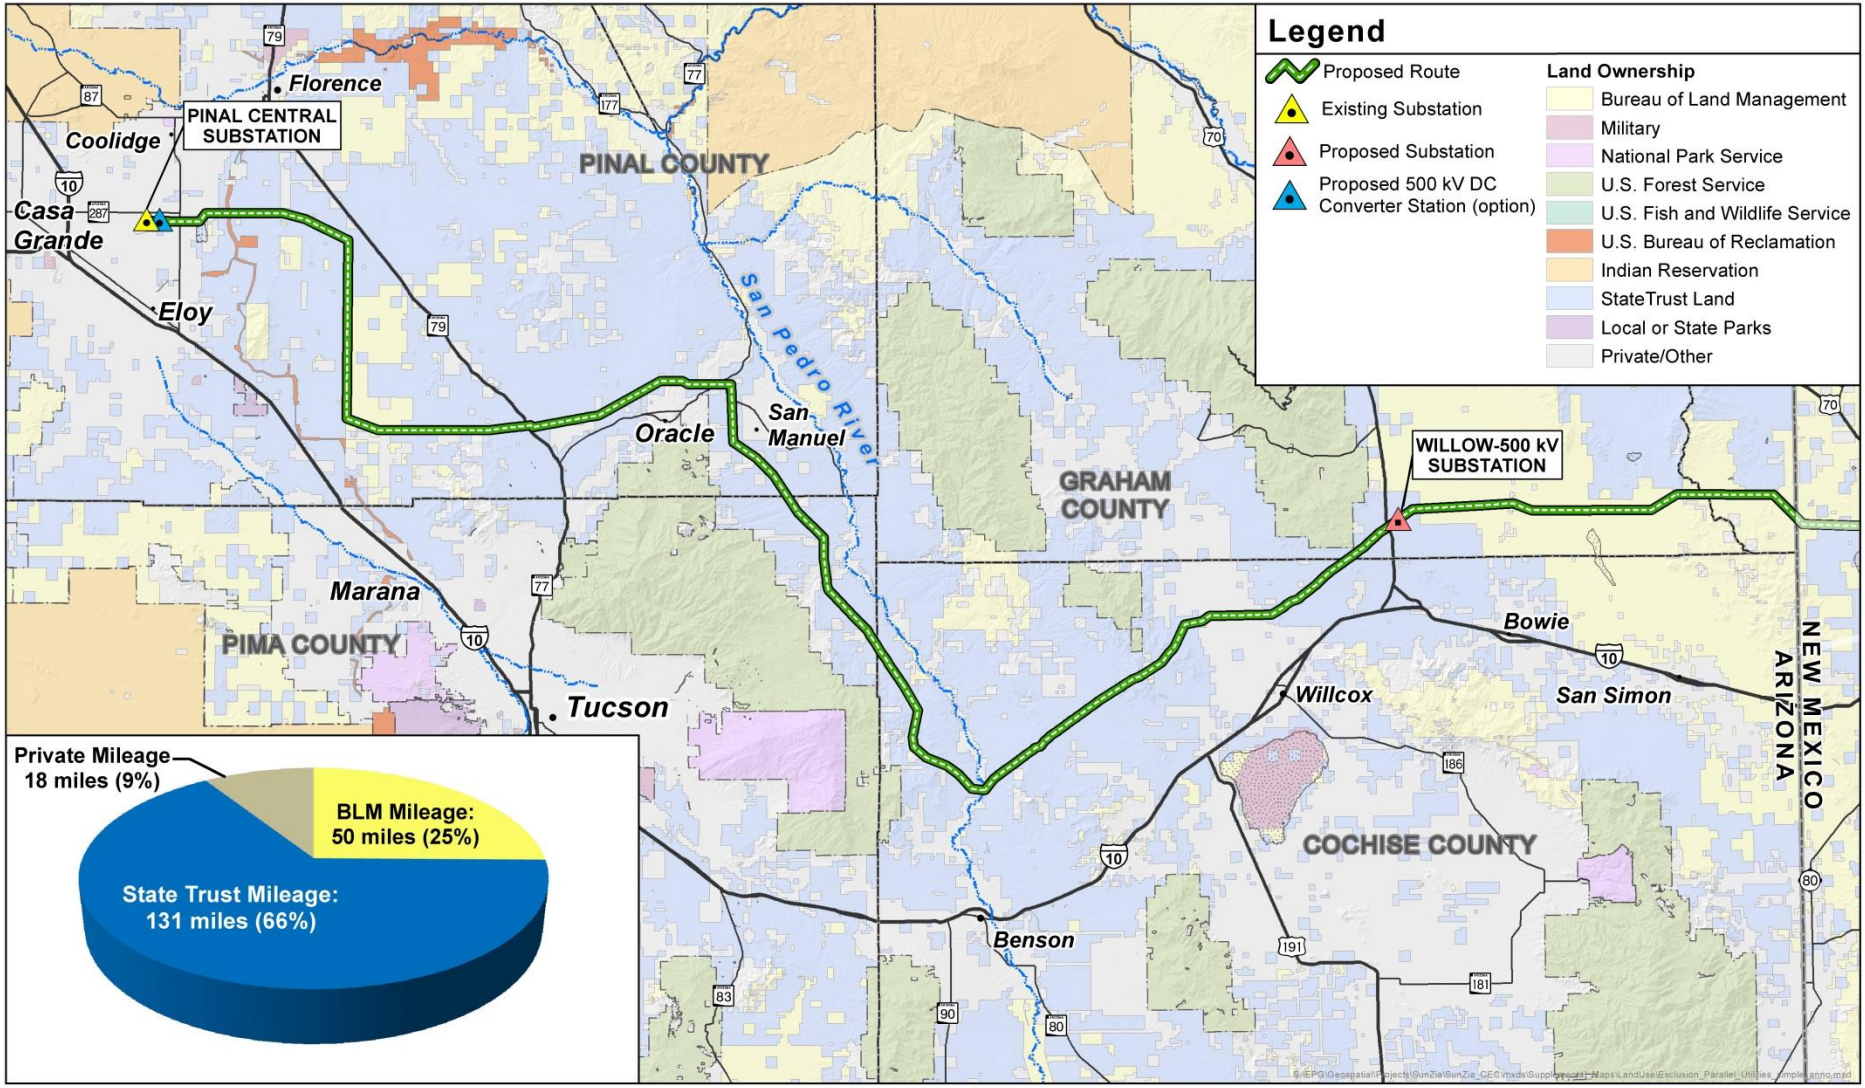 Legend
Proposed Route
Existing Substation
Proposed Substation
Proposed 500 kV DC
Converter Station (option)
Land Ownership
Bureau of Land Management
Military
National Park Service
U.S. Forest Service
U.S. Fish and Wildlife Service
U.S. Bureau of Reclamation
Indian Reservation
StateTrust Land
Local or State Parks
Private/Other
79
Florence
87
PINAL CENTRAL
SUBSTATION
Coolidge
77
177
70
PINAL COUNTY
10
Casa
Grande
287
Eloy
79
San Pedro River
Oracle
San
Manuel
GRAHAM
COUNTY
WILLOW-500 kV
SUBSTATION
70
Marana
77
PIMA COUNTY
10
Tucson
Bowie
10
San Simon
Willcox
NEW MEXICO
ARIZONA
186
COCHISE COUNTY
10
80
Benson
191
181
83
90
80
Private Mileage
18 miles (9%)
BLM Mileage:
50 miles (25%)
State Trust Mileage:
131 miles (66%)